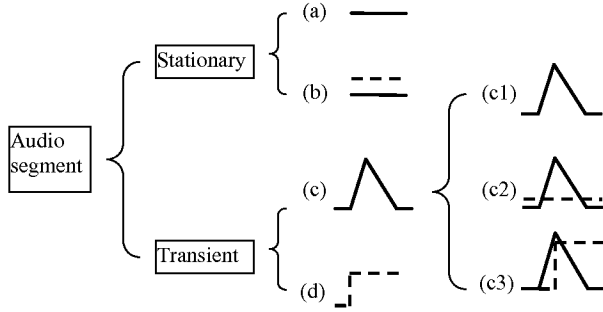 (a)
Stationary
(b)
(c1)
Audio
segment
(c)
(c2)
Transient
(d)
(c3)